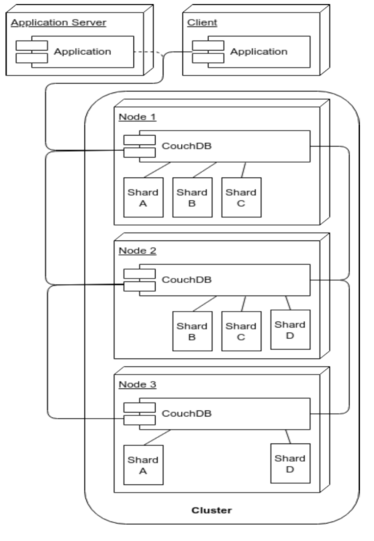 Application Server
Client
Application
Application
Node 1
CouchDB
Shard
A
Shard
B
Shard
C
Node 2
CouchDB
Shard
B
Shard
C
Shard
D
Node 3
CouchDB
Shard
A
Shard
D
Cluster